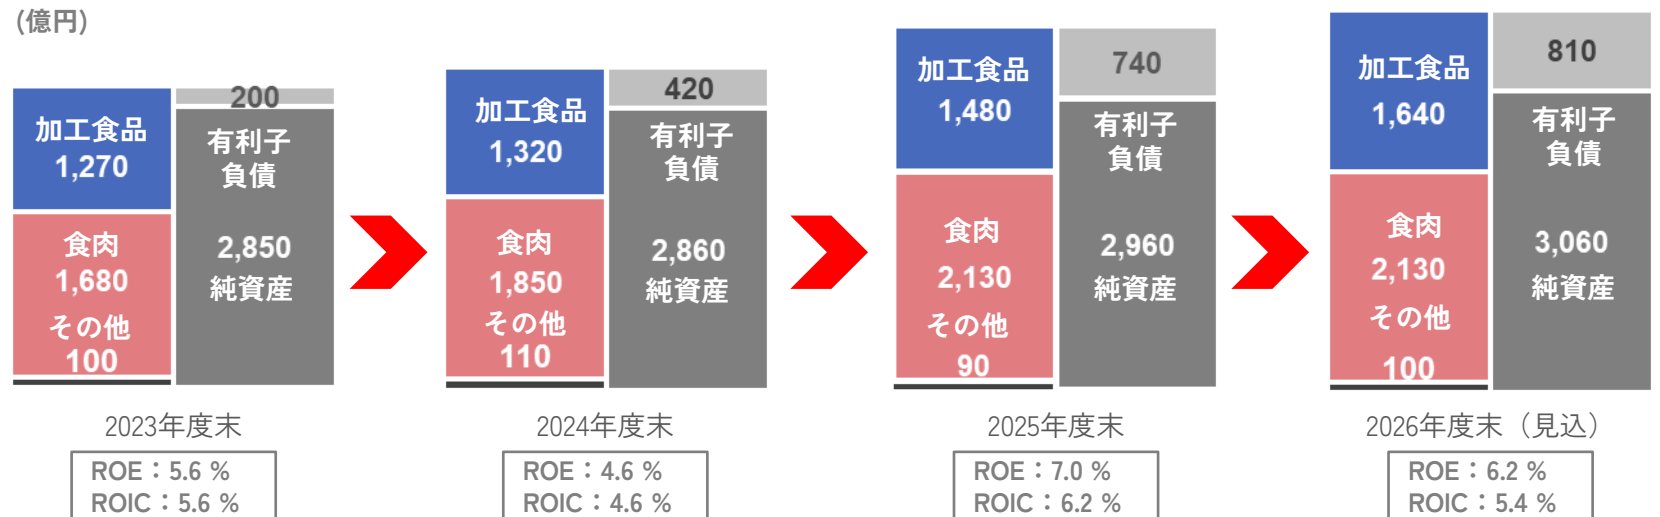 (億円)
加工食品
1,270
食肉
1,680
その他
100
200
有利子
負債
2,850
純資産
2023年度末
ROE：5.6 %
ROIC：5.6 %
加工食品
1,320
食肉
1,850
その他
110
420
有利子
負債
2,860
純資産
2024年度末
ROE：4.6 %
ROIC：4.6 %
加工食品
1,480
食肉
2,130
その他
90
740
有利子
負債
2,960
純資産
2025年度末
ROE：7.0 %
ROIC：6.2 %
加工食品
1,640
食肉
2,130
その他
100
810
有利子
負債
3,060
純資産
2026年度末（見込）
ROE：6.2 %
ROIC：5.4 %